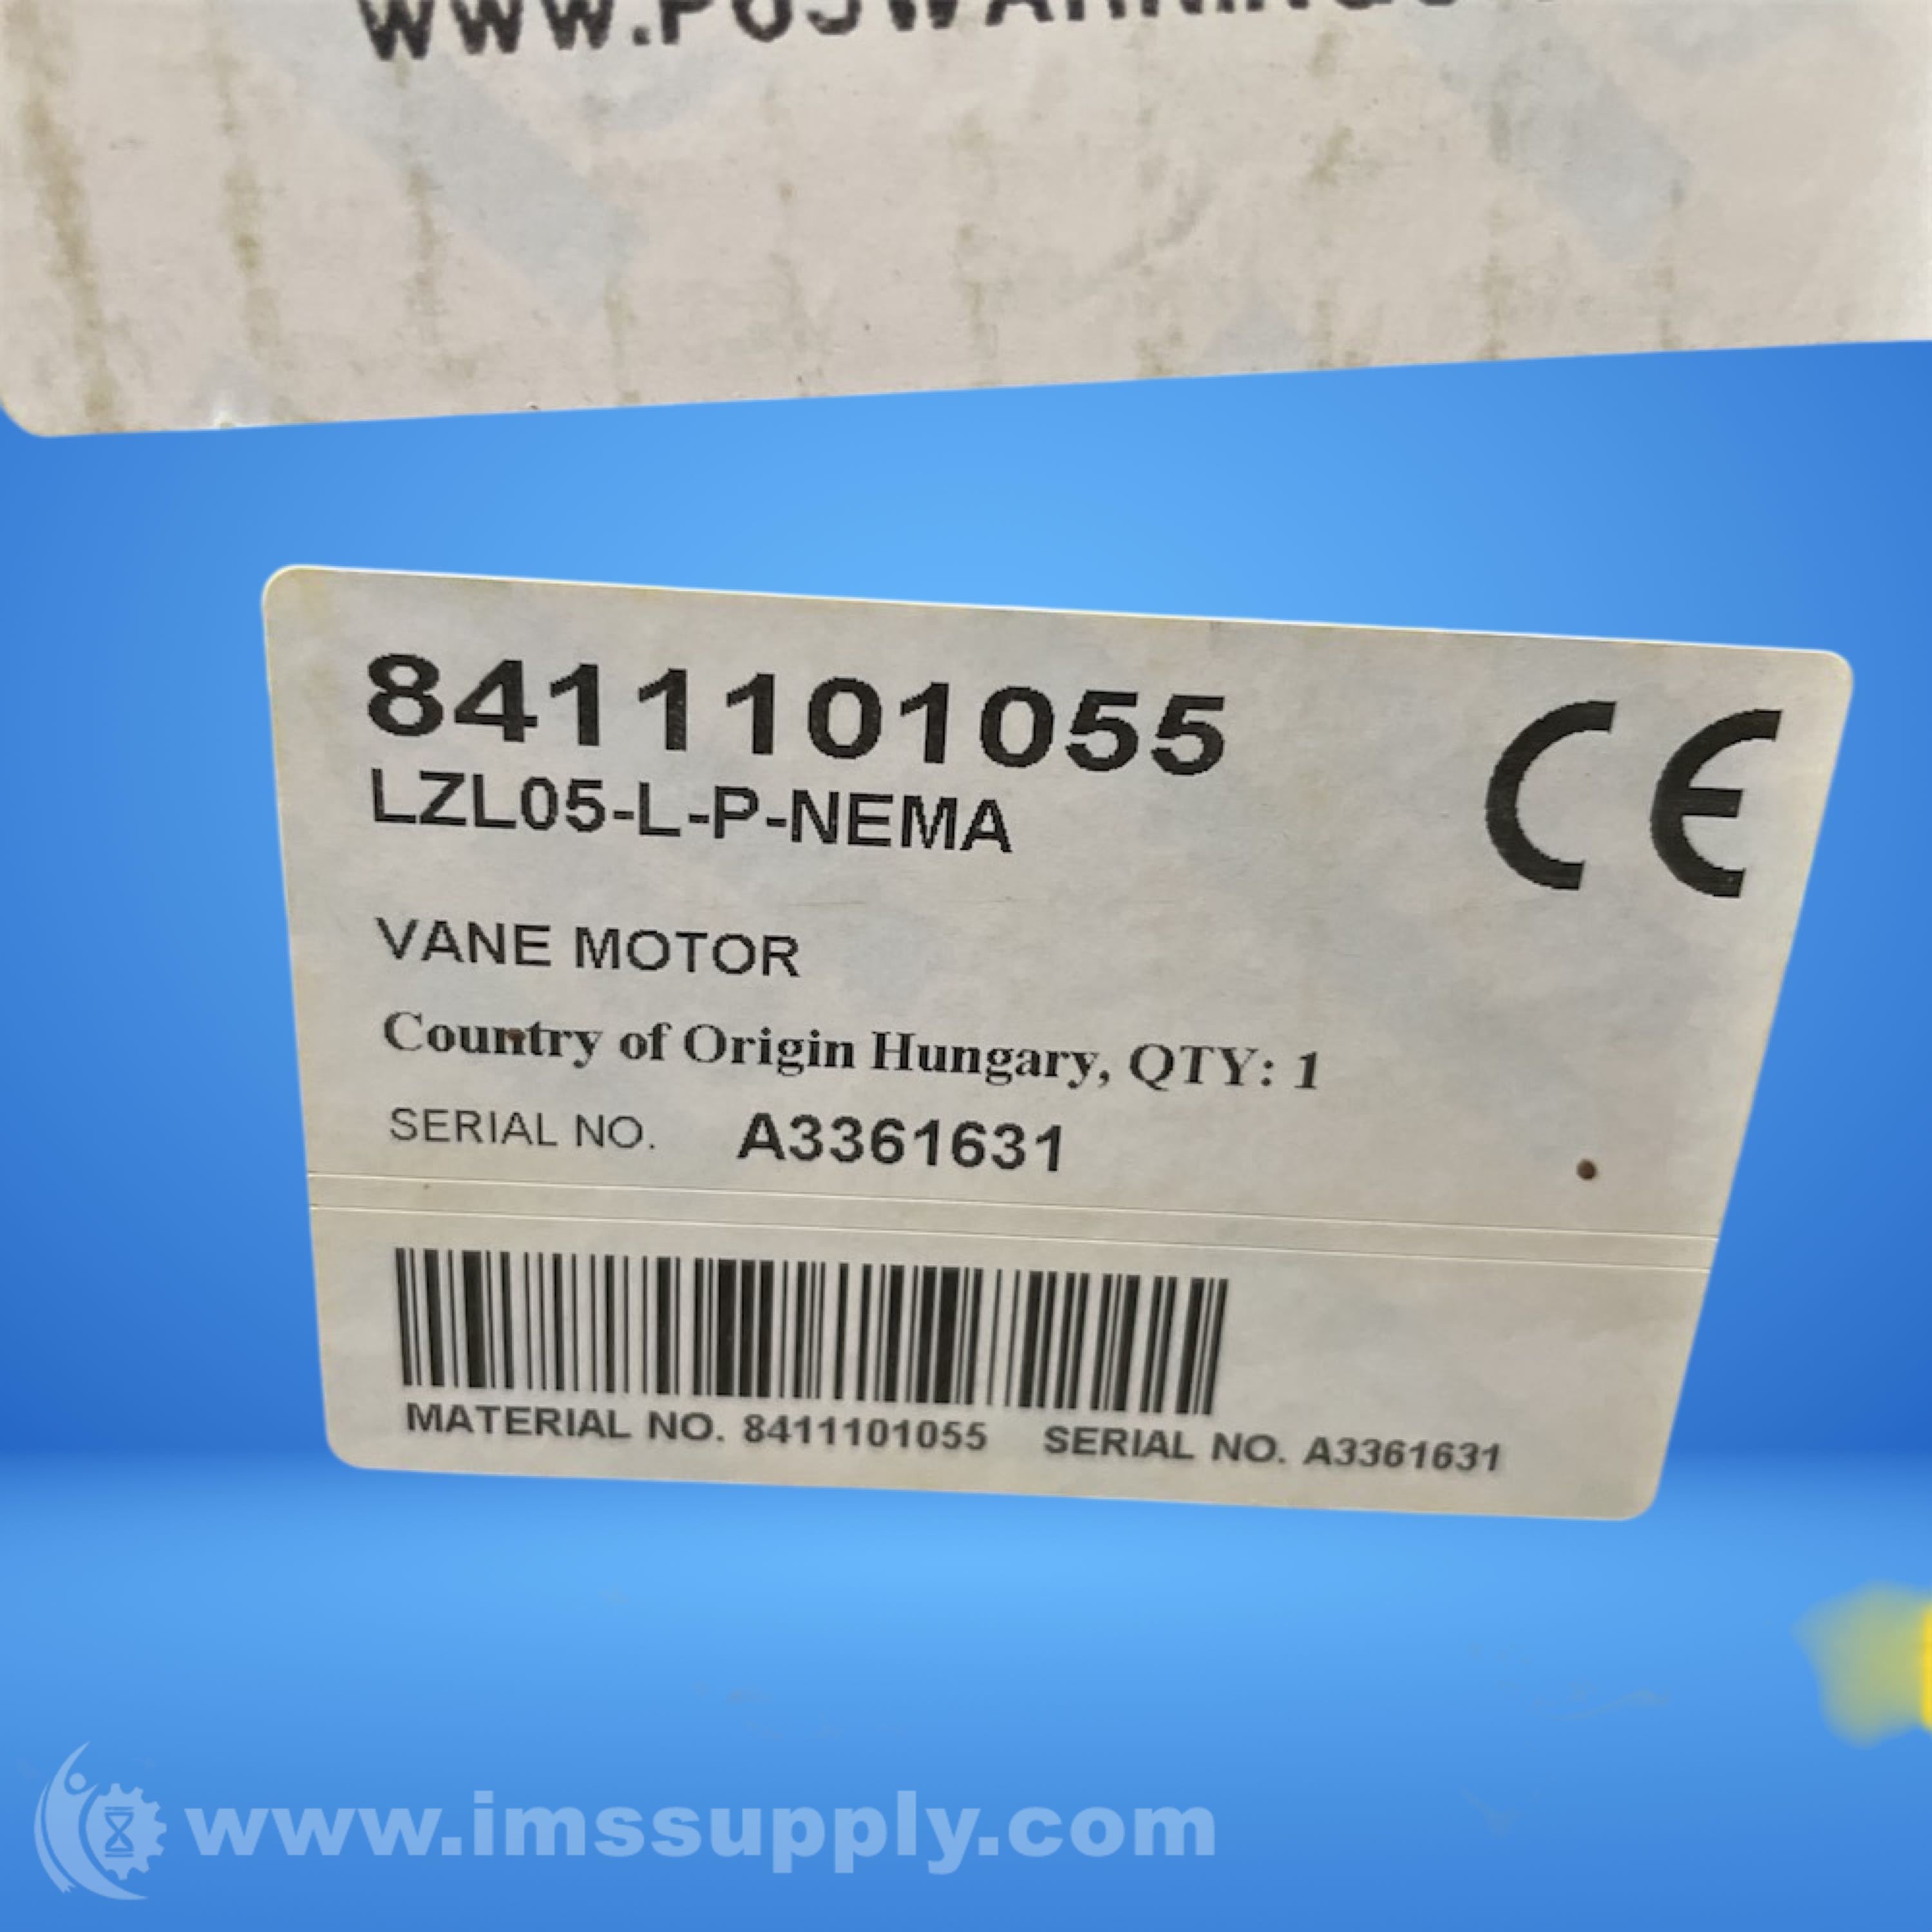 8411101055
LZL05-L-P-NEMA
CE
VANE MOTOR
Country of Origin Hungary, QTY: 1
SERIAL NO. A3361631
MATERIAL NO. 8411101055 SERIAL NO. A3361631
www.imssupply.com